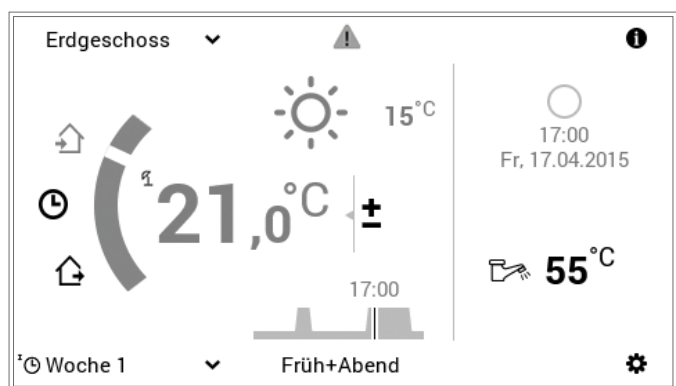 Erdgeschoss
15°C
17:00
Fr, 17.04.2015
21,0°C
±
55°C
17:00
Woche 1
Früh+Abend